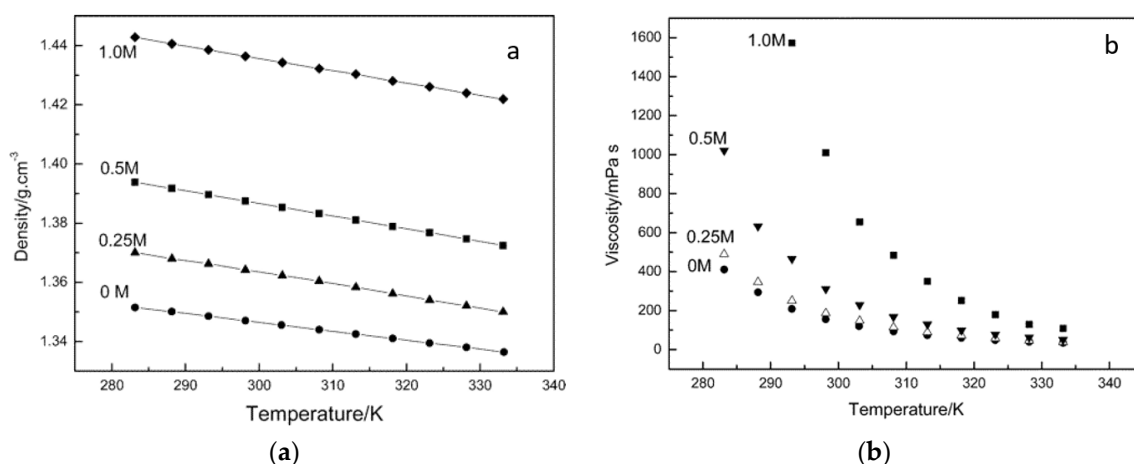 a
1.44
1.42
1.40
1.38
1.36
1.34
Density/g.cm⁻³
1.0M
0.5M
0.25M
0 M
280 290 300 310 320 330 340
Temperature/K
(a)
b
1600
1400
1200
1000
800
600
400
200
0
Viscosity/mPa s
1.0M
0.5M
0.25M
0M
280 290 300 310 320 330 340
Temperature/K
(b)